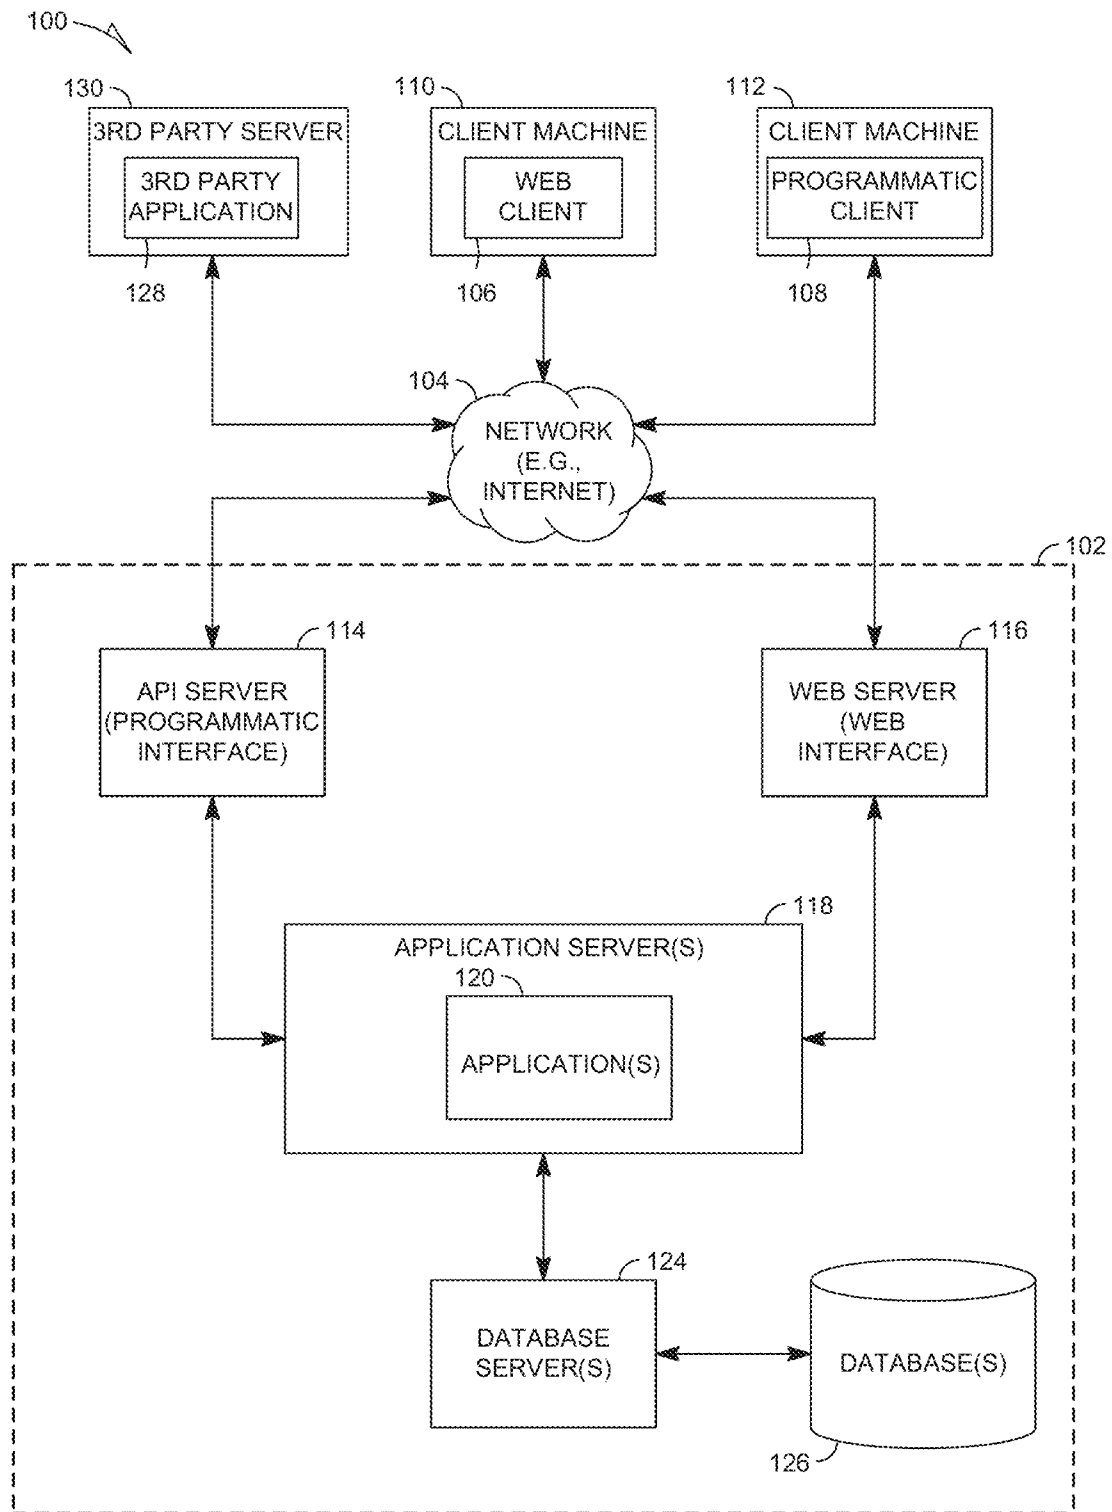 100
130
110
112
3RD PARTY SERVER
CLIENT MACHINE
CLIENT MACHINE
3RD PARTY
APPLICATION
WEB
CLIENT
PROGRAMMATIC
CLIENT
128
106
108
104
NETWORK
(E.G.,
INTERNET)
102
114
116
API SERVER
(PROGRAMMATIC
INTERFACE)
WEB SERVER
(WEB
INTERFACE)
118
APPLICATION SERVER(S)
120
APPLICATION(S)
124
DATABASE
SERVER(S)
DATABASE(S)
126